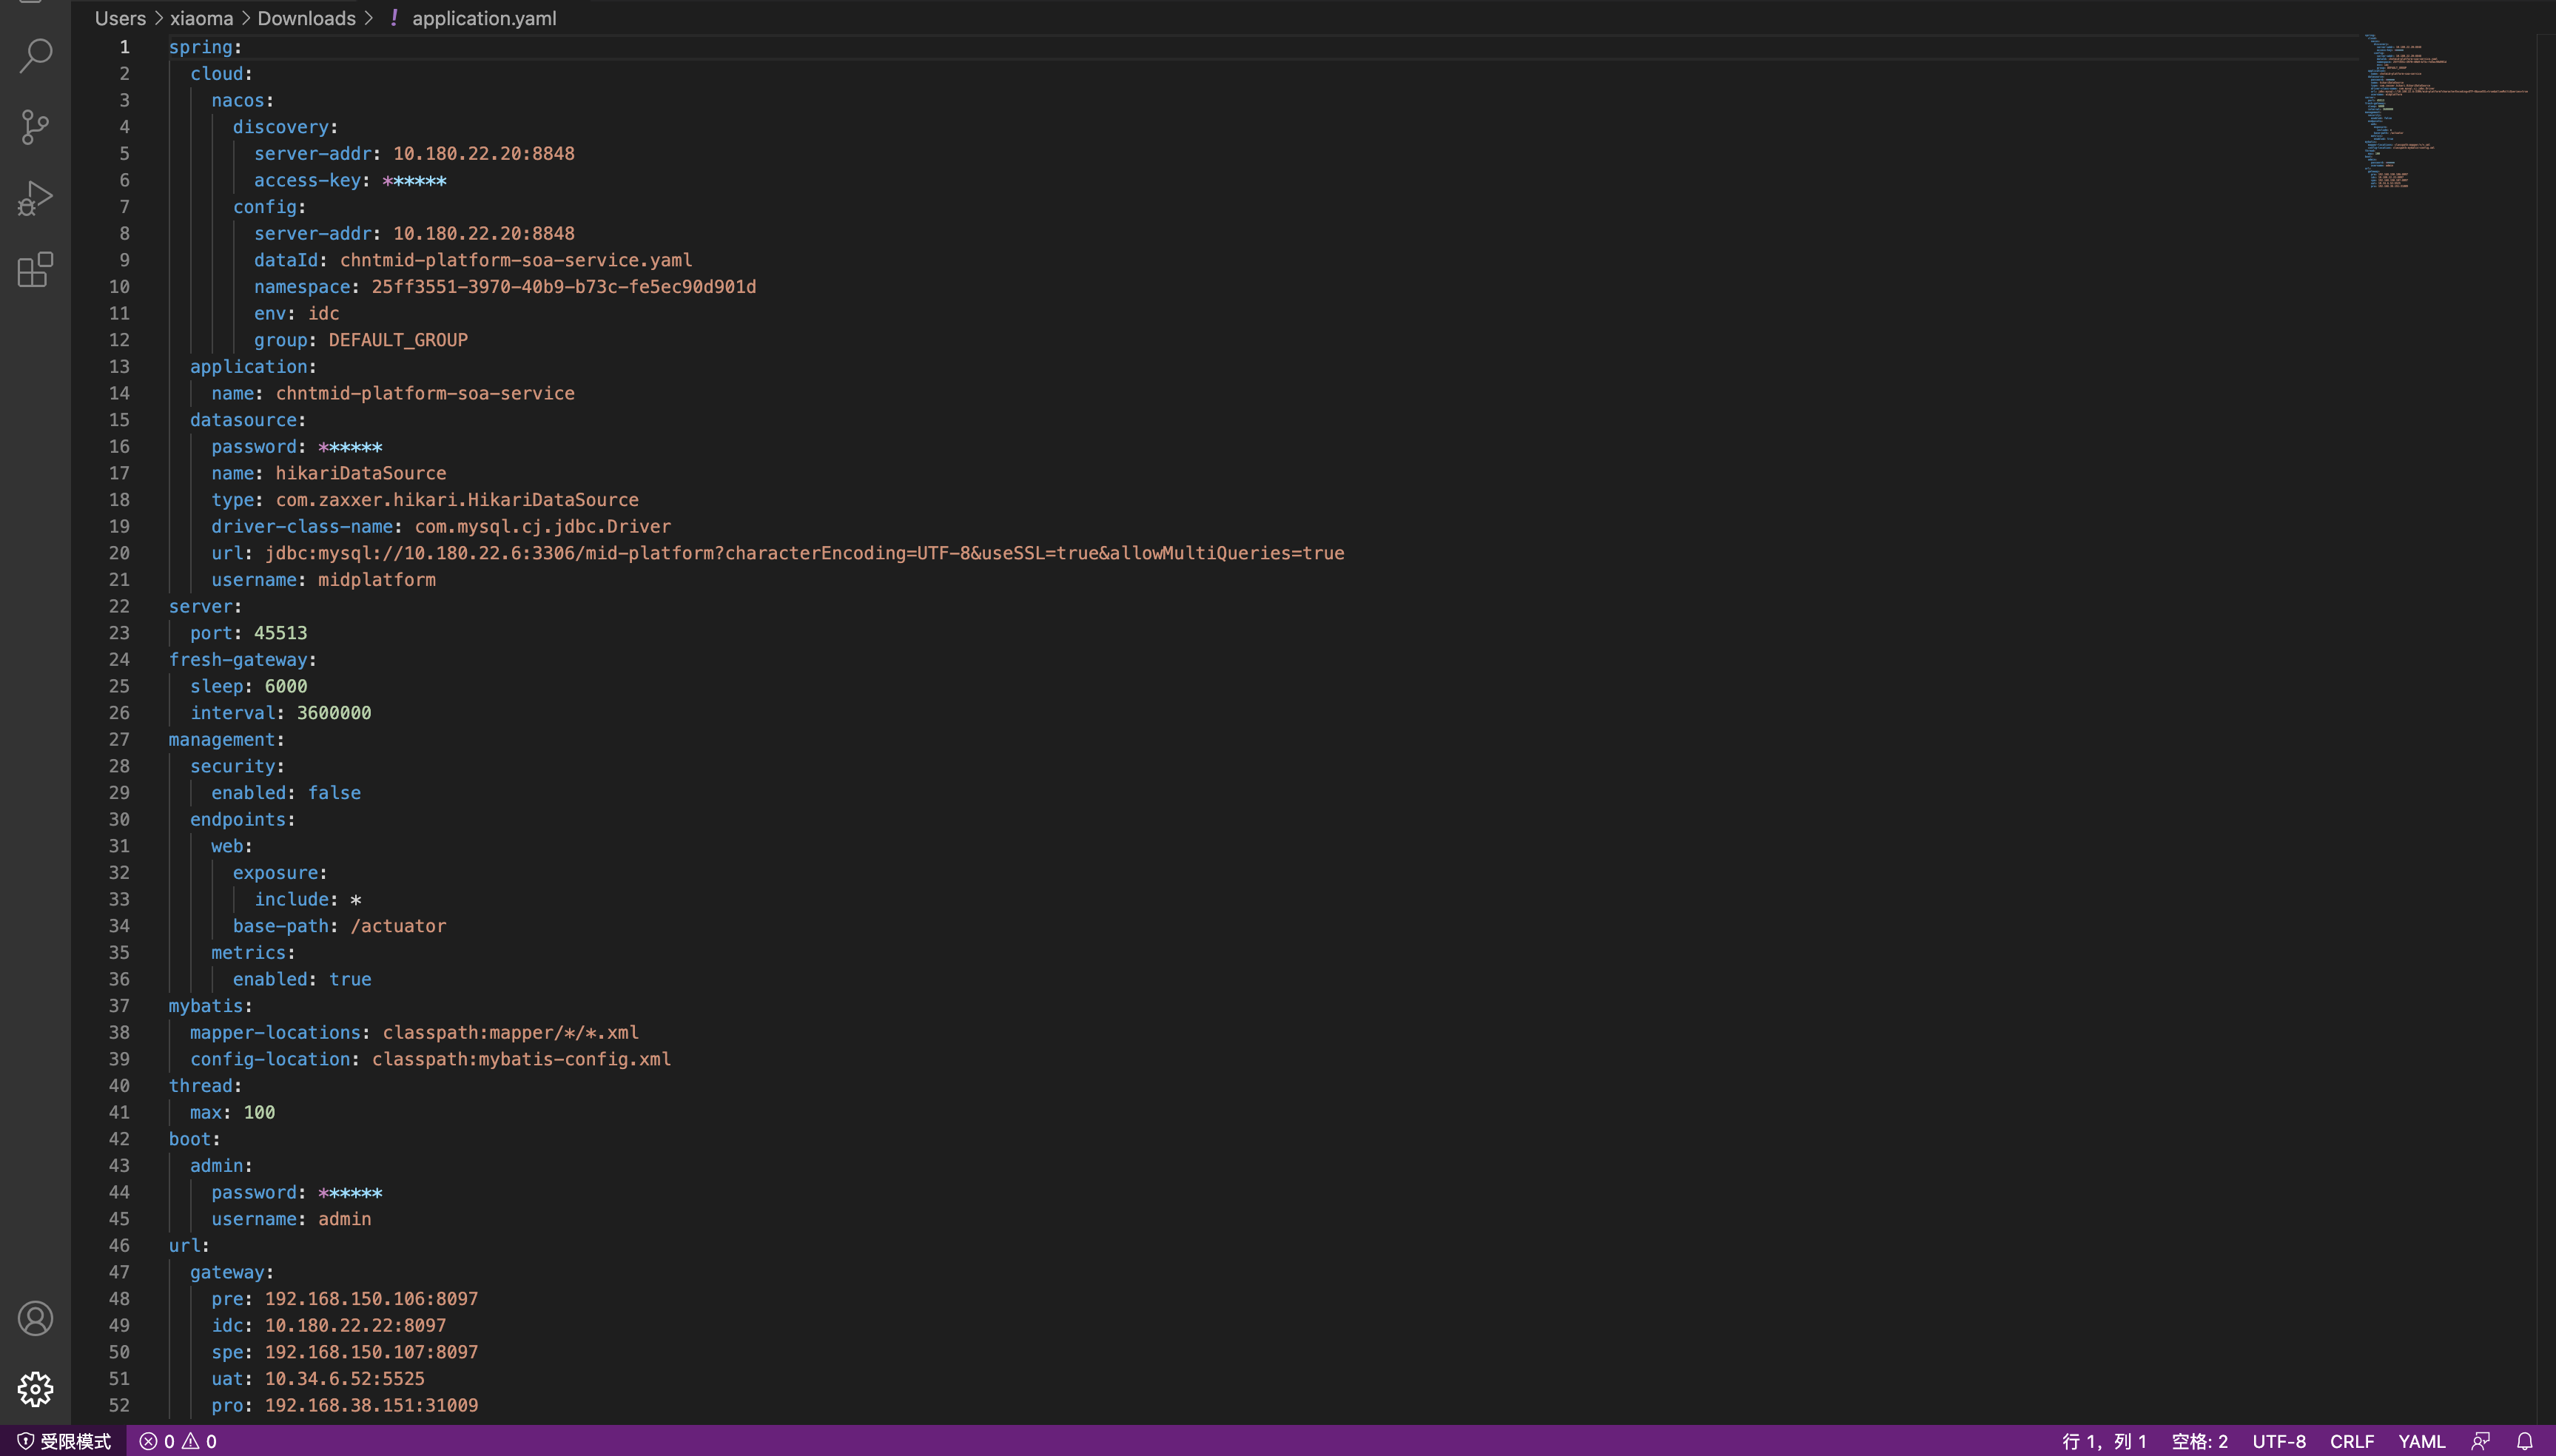 Users > xiaoma > Downloads > ! application.yaml
1 spring:
2 cloud:
3 nacos:
4 discovery:
5 server-addr: 10.180.22.20:8848
6 access-key: ******
7 config:
8 server-addr: 10.180.22.20:8848
9 dataId: chntmid-platform-soa-service.yaml
10 namespace: 25ff3551-3970-40b9-b73c-fe5ec90d901d
11 env: idc
12 group: DEFAULT_GROUP
13 application:
14 name: chntmid-platform-soa-service
15 datasource:
16 password: ******
17 name: hikariDataSource
18 type: com.zaxxer.hikari.HikariDataSource
19 driver-class-name: com.mysql.cj.jdbc.Driver
20 url: jdbc:mysql://10.180.22.6:3306/mid-platform?characterEncoding=UTF-8&useSSL=true&allowMultiQueries=true
21 username: midplatform
22 server:
23 port: 45513
24 fresh-gateway:
25 sleep: 6000
26 interval: 3600000
27 management:
28 security:
29 enabled: false
30 endpoints:
31 web:
32 exposure:
33 include: *
34 base-path: /actuator
35 metrics:
36 enabled: true
37 mybatis:
38 mapper-locations: classpath:mapper/*/*.xml
39 config-location: classpath:mybatis-config.xml
40 thread:
41 max: 100
42 boot:
43 admin:
44 password: ******
45 username: admin
46 url:
47 gateway:
48 pre: 192.168.150.106:8097
49 idc: 10.180.22.22:8097
50 spe: 192.168.150.107:8097
51 uat: 10.34.6.52:5525
52 pro: 192.168.38.151:31009
受限模式 0 0 行 1, 列 1 空格: 2 UTF-8 CRLF YAML